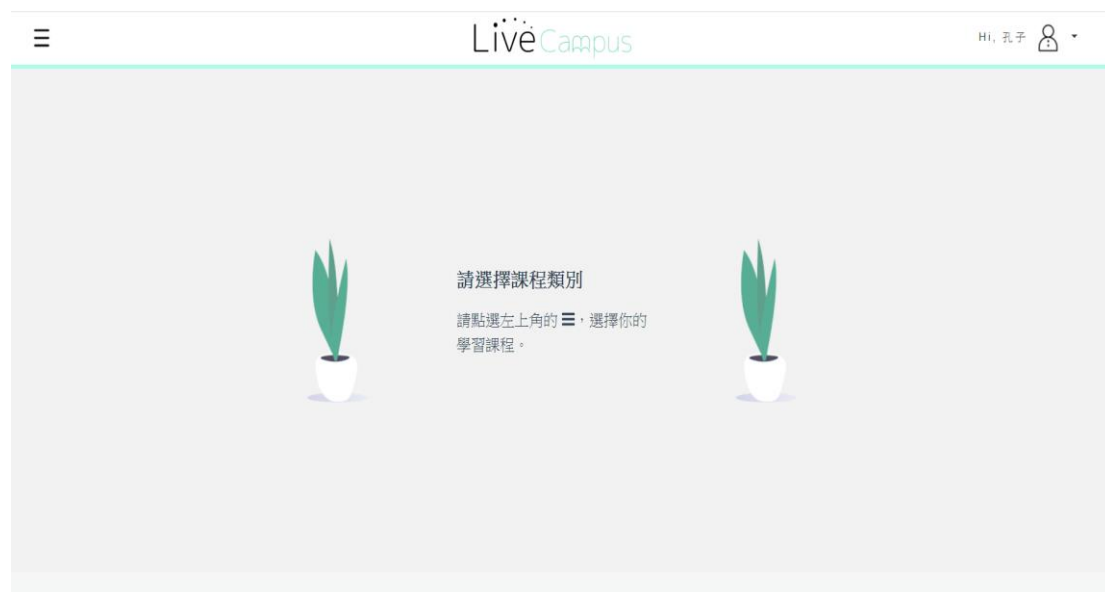 LiveCampus
Hi, 孔子
請選擇課程類別
請點選左上角的 ☰，選擇你的
學習課程。